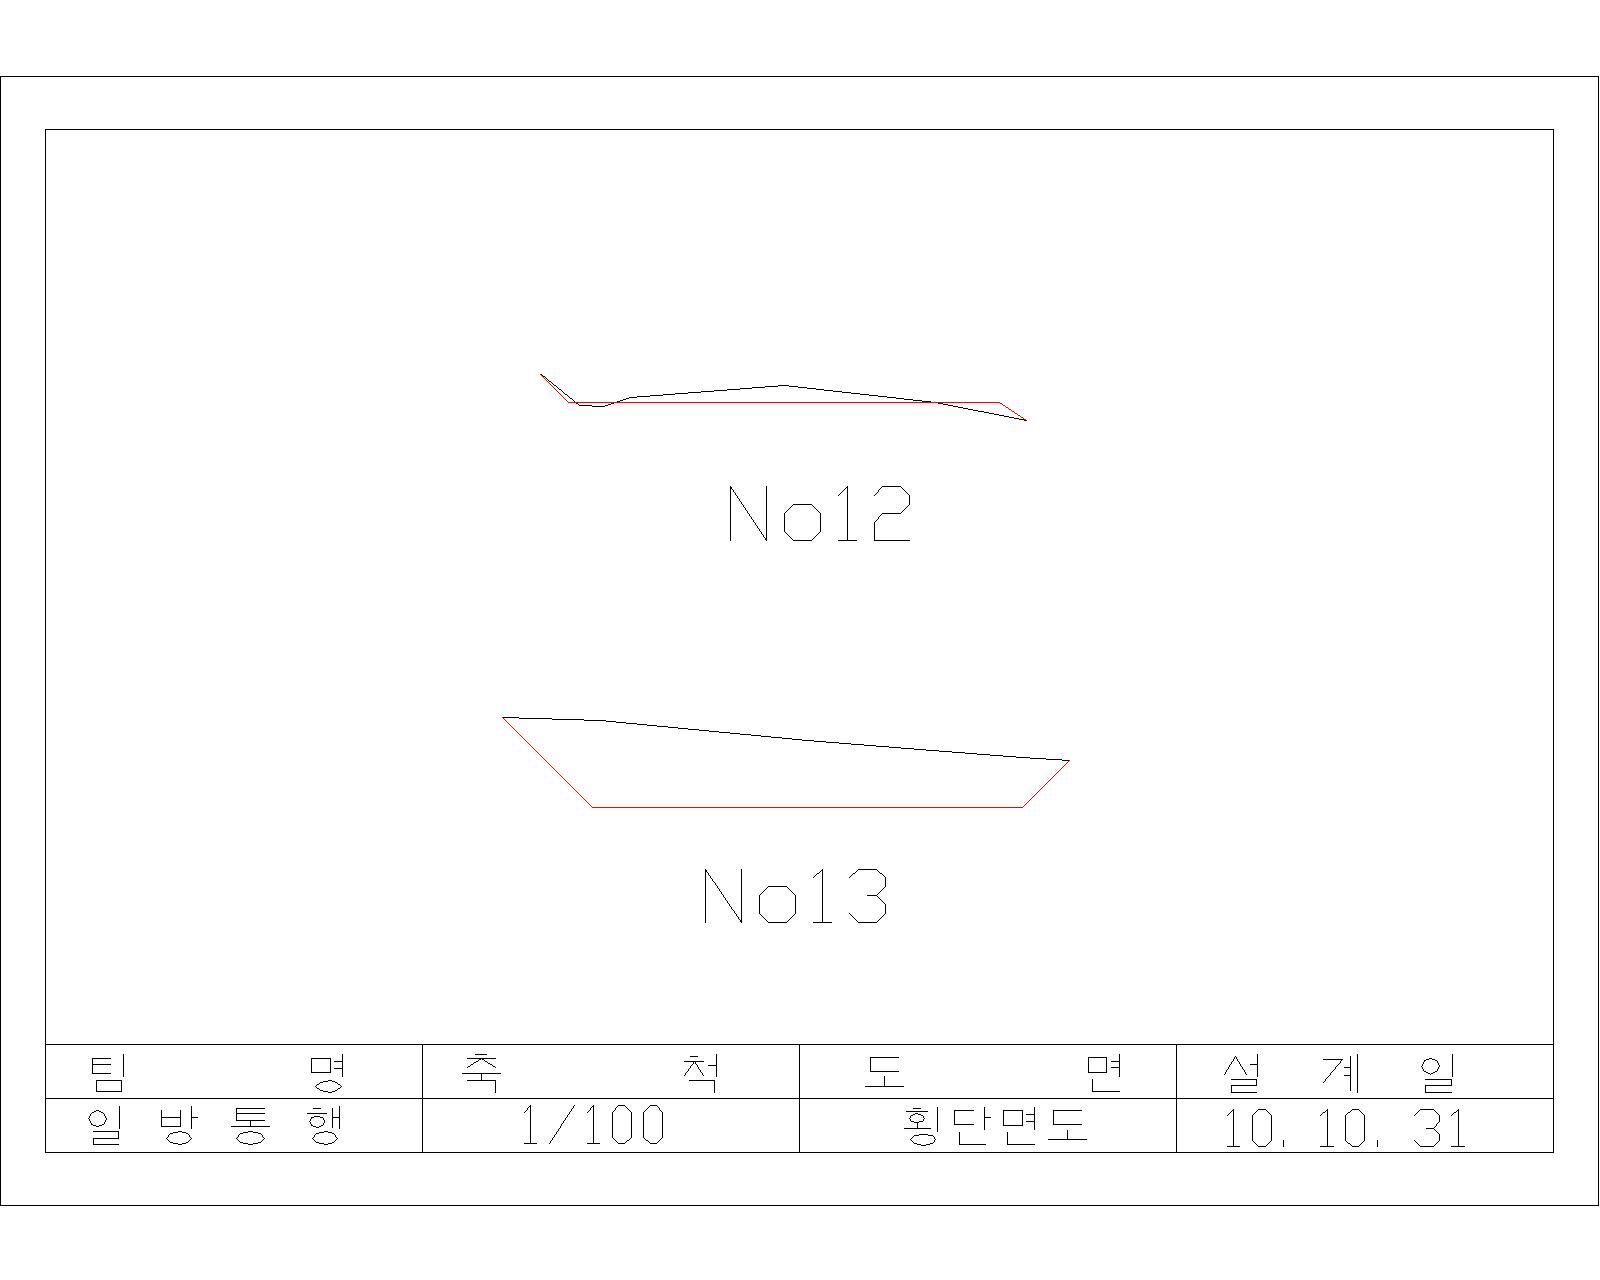 No12
No13
팀 명 축 척 도 면 설 계 일
일 방 통 행 1/100 횡단면도 10. 10. 31